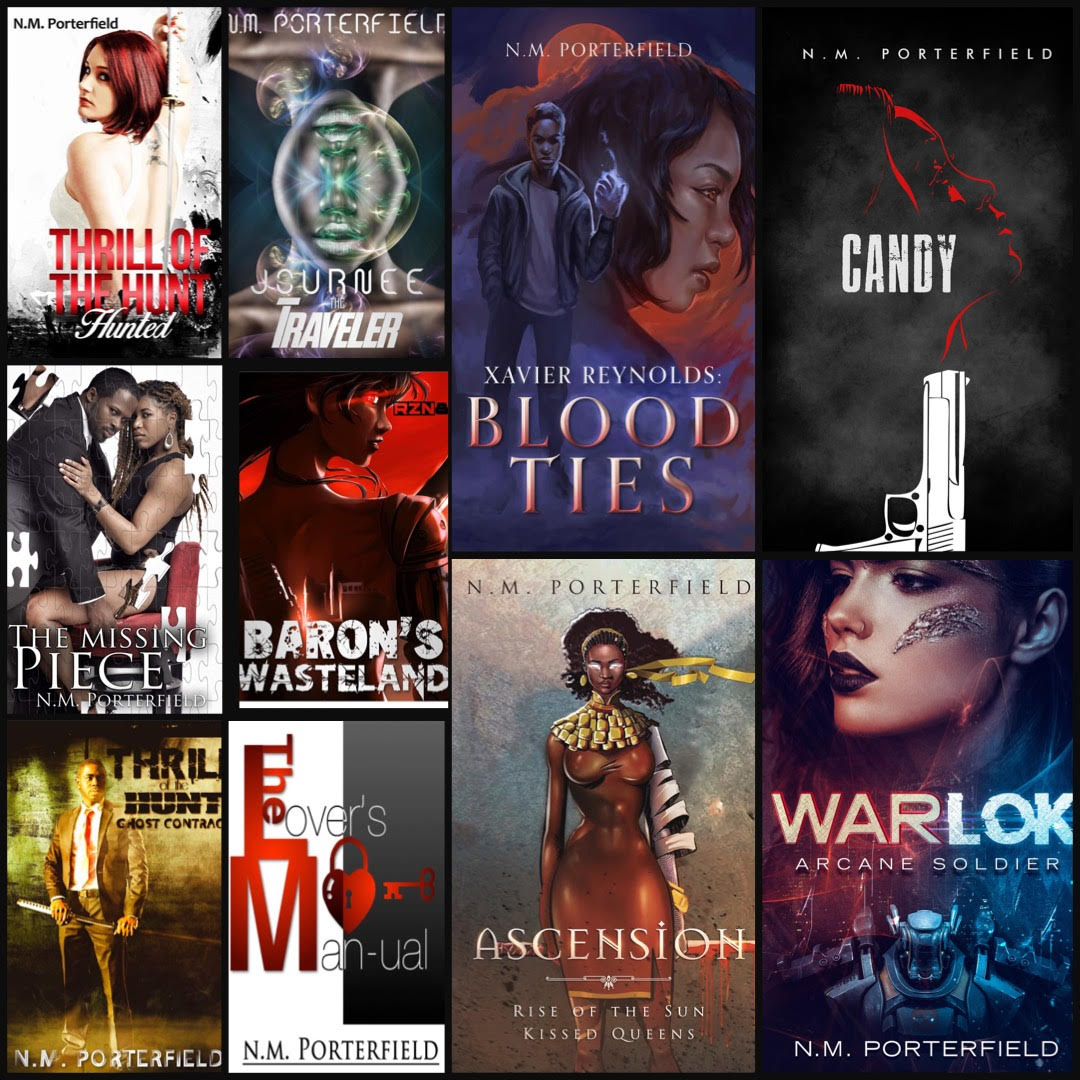 N.M. Porterfield
THRILL OF
THE HUNT
Hunted
N.M. PORTERFIELD
JOURNEE
THE
TRAVELER
N.M. PORTERFIELD
XAVIER REYNOLDS:
BLOOD
TIES
N.M. PORTERFIELD
CANDY
THE MISSING
PIECE
N.M. PORTERFIELD
RZN8
BARON'S
WASTELAND
THRILL
of the
HUNT
GHOST CONTRAC
N.M. PORTERFIELD
The
Lover's
Man-ual
N.M. PORTERFIELD
N.M. PORTERFIELD
ASCENSION
RISE OF THE SUN
KISSED QUEENS
WARLOK
ARCANE SOLDIER
N.M. PORTERFIELD